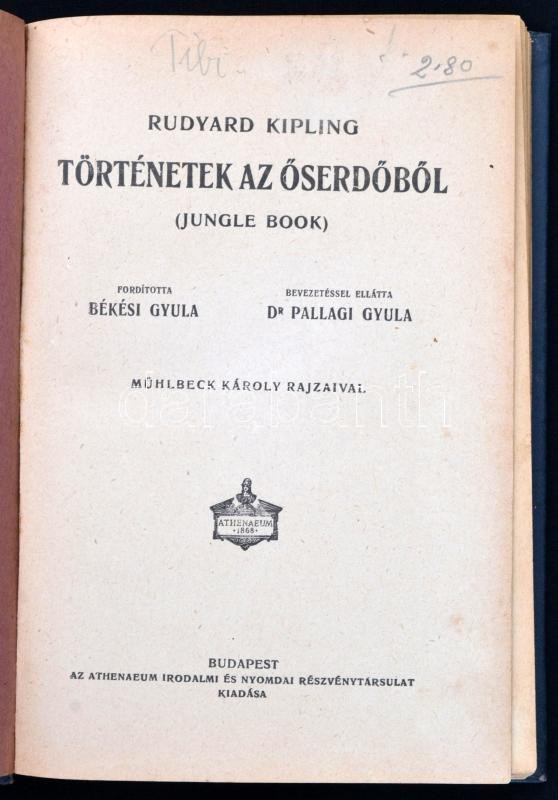 Tibi 2.80
RUDYARD KIPLING
TÖRTÉNETEK AZ ŐSERDŐBŐL
(JUNGLE BOOK)
FORDÍTOTTA
BÉKÉSI GYULA
BEVEZETÉSSEL ELLÁTTA
Dᴿ PALLAGI GYULA
MÜHLBECK KÁROLY RAJZAIVAL
darabanth
ATHENAEUM
·1868·
BUDAPEST
AZ ATHENAEUM IRODALMI ÉS NYOMDAI RÉSZVÉNYTÁRSULAT
KIADÁSA